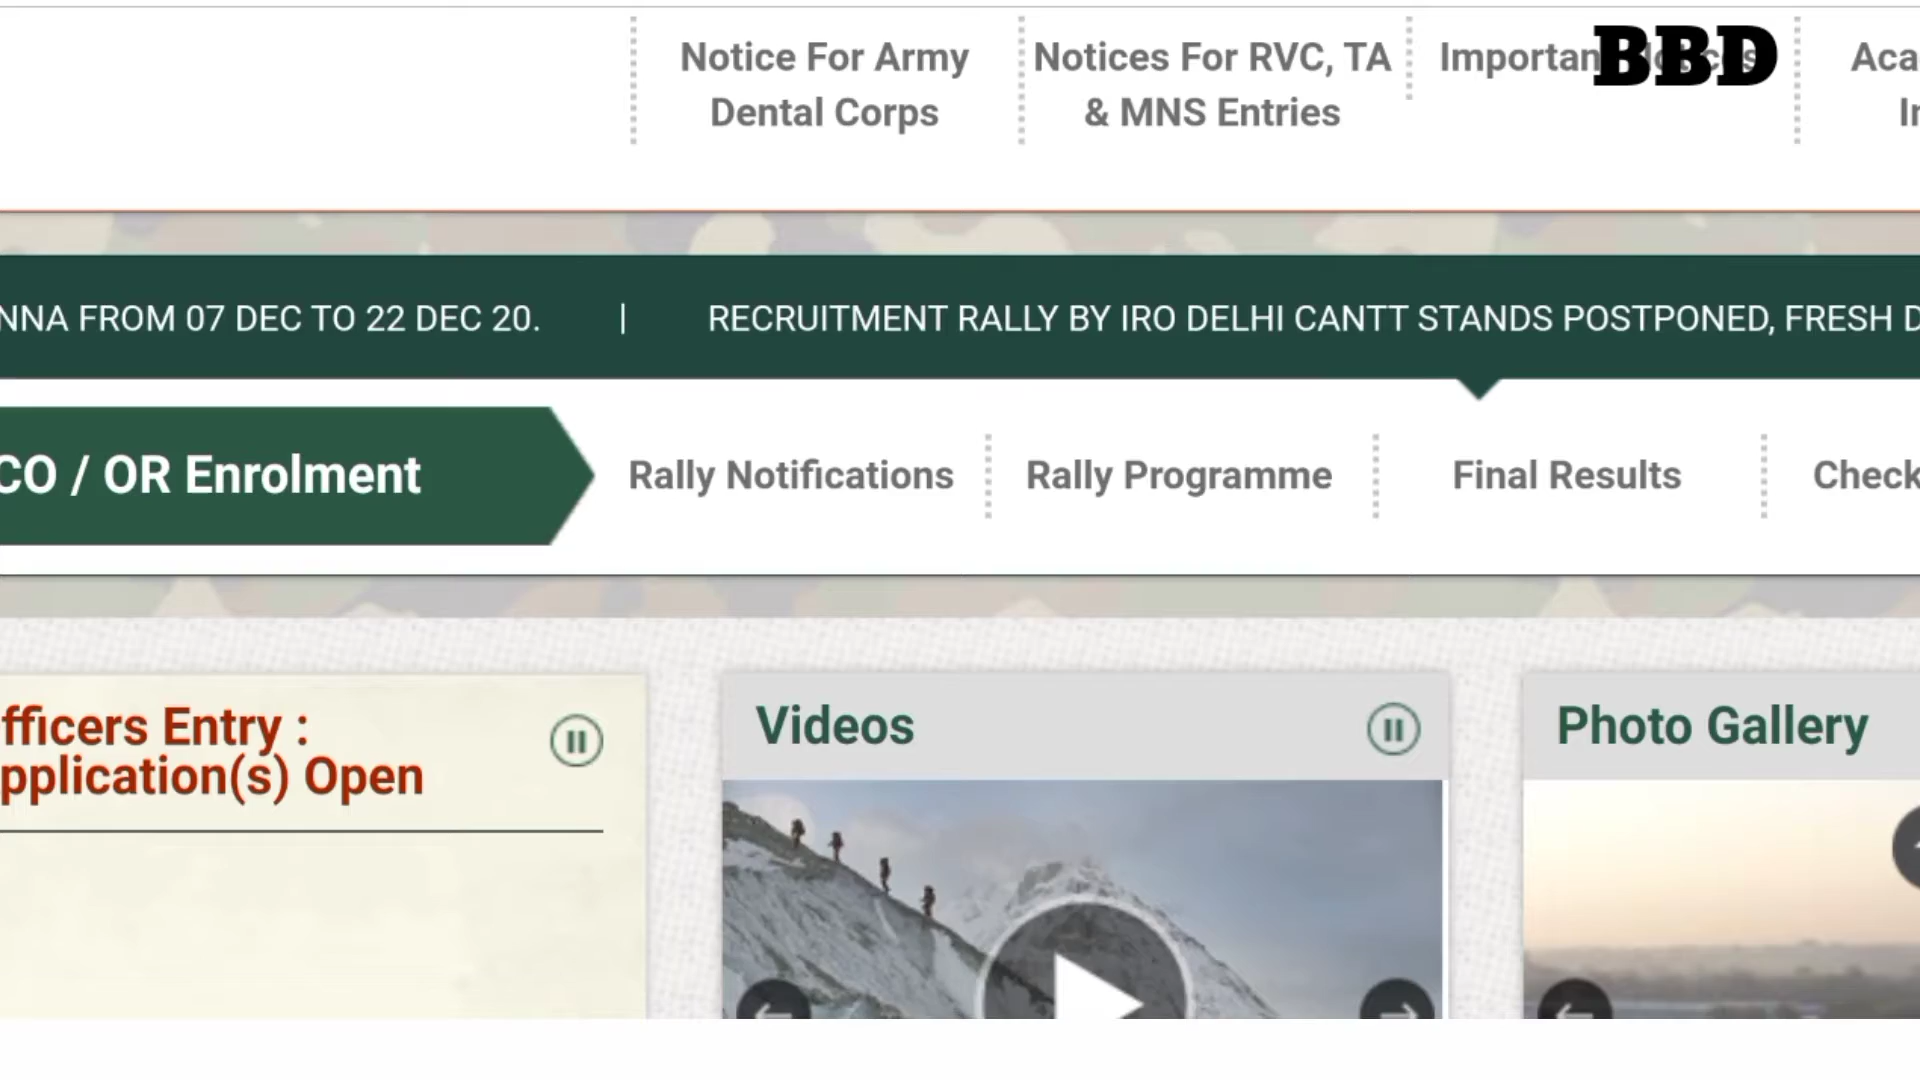 Notice For Army
Dental Corps
Notices For RVC, TA
& MNS Entries
BBD
NNA FROM 07 DEC TO 22 DEC 20. | RECRUITMENT RALLY BY IRO DELHI CANTT STANDS POSTPONED, FRESH D
CO / OR Enrolment
Rally Notifications
Rally Programme
Final Results
Check
fficers Entry :
pplication(s) Open
Videos
Photo Gallery